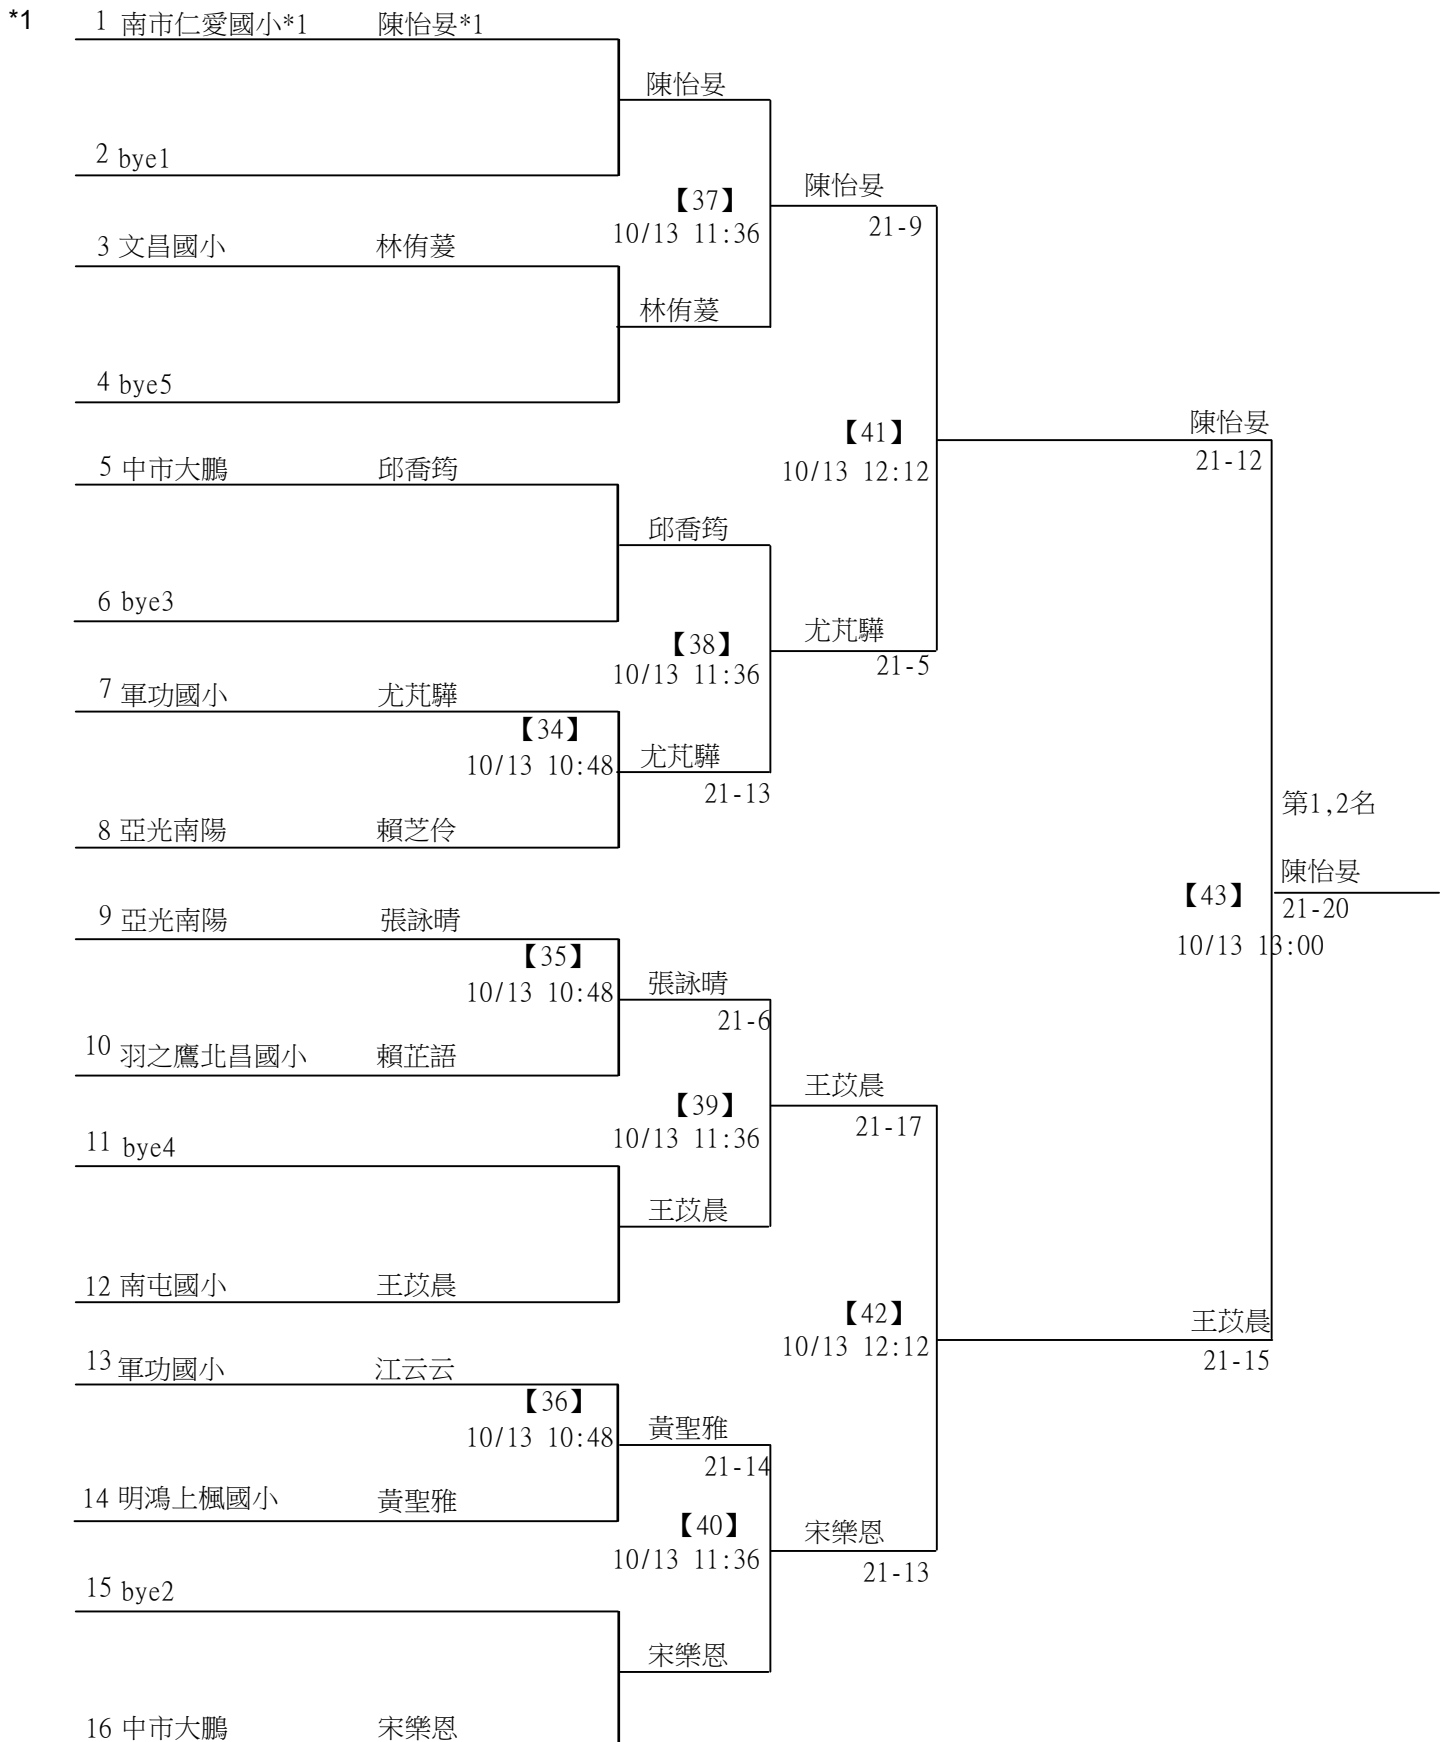 *1
1 南市仁愛國小*1 陳怡妟*1
陳怡妟
2 bye1
陳怡妟
【37】
21-9
10/13 11:36
3 文昌國小 林侑萲
林侑萲
4 bye5
陳怡妟
【41】
21-12
10/13 12:12
5 中市大鵬 邱喬筠
邱喬筠
6 bye3
尤芃驊
【38】
21-5
10/13 11:36
7 軍功國小 尤芃驊
【34】
尤芃驊
10/13 10:48
21-13
第1,2名
8 亞光南陽 賴芝伶
陳怡妟
【43】
21-20
10/13 13:00
9 亞光南陽 張詠晴
【35】
張詠晴
10/13 10:48
21-6
10 羽之鷹北昌國小 賴芷語
王苡晨
【39】
21-17
10/13 11:36
11 bye4
王苡晨
12 南屯國小 王苡晨
【42】
王苡晨
10/13 12:12
21-15
13 軍功國小 江云云
【36】
黃聖雅
10/13 10:48
21-14
14 明鴻上楓國小 黃聖雅
【40】
宋樂恩
10/13 11:36
21-13
15 bye2
宋樂恩
16 中市大鵬 宋樂恩